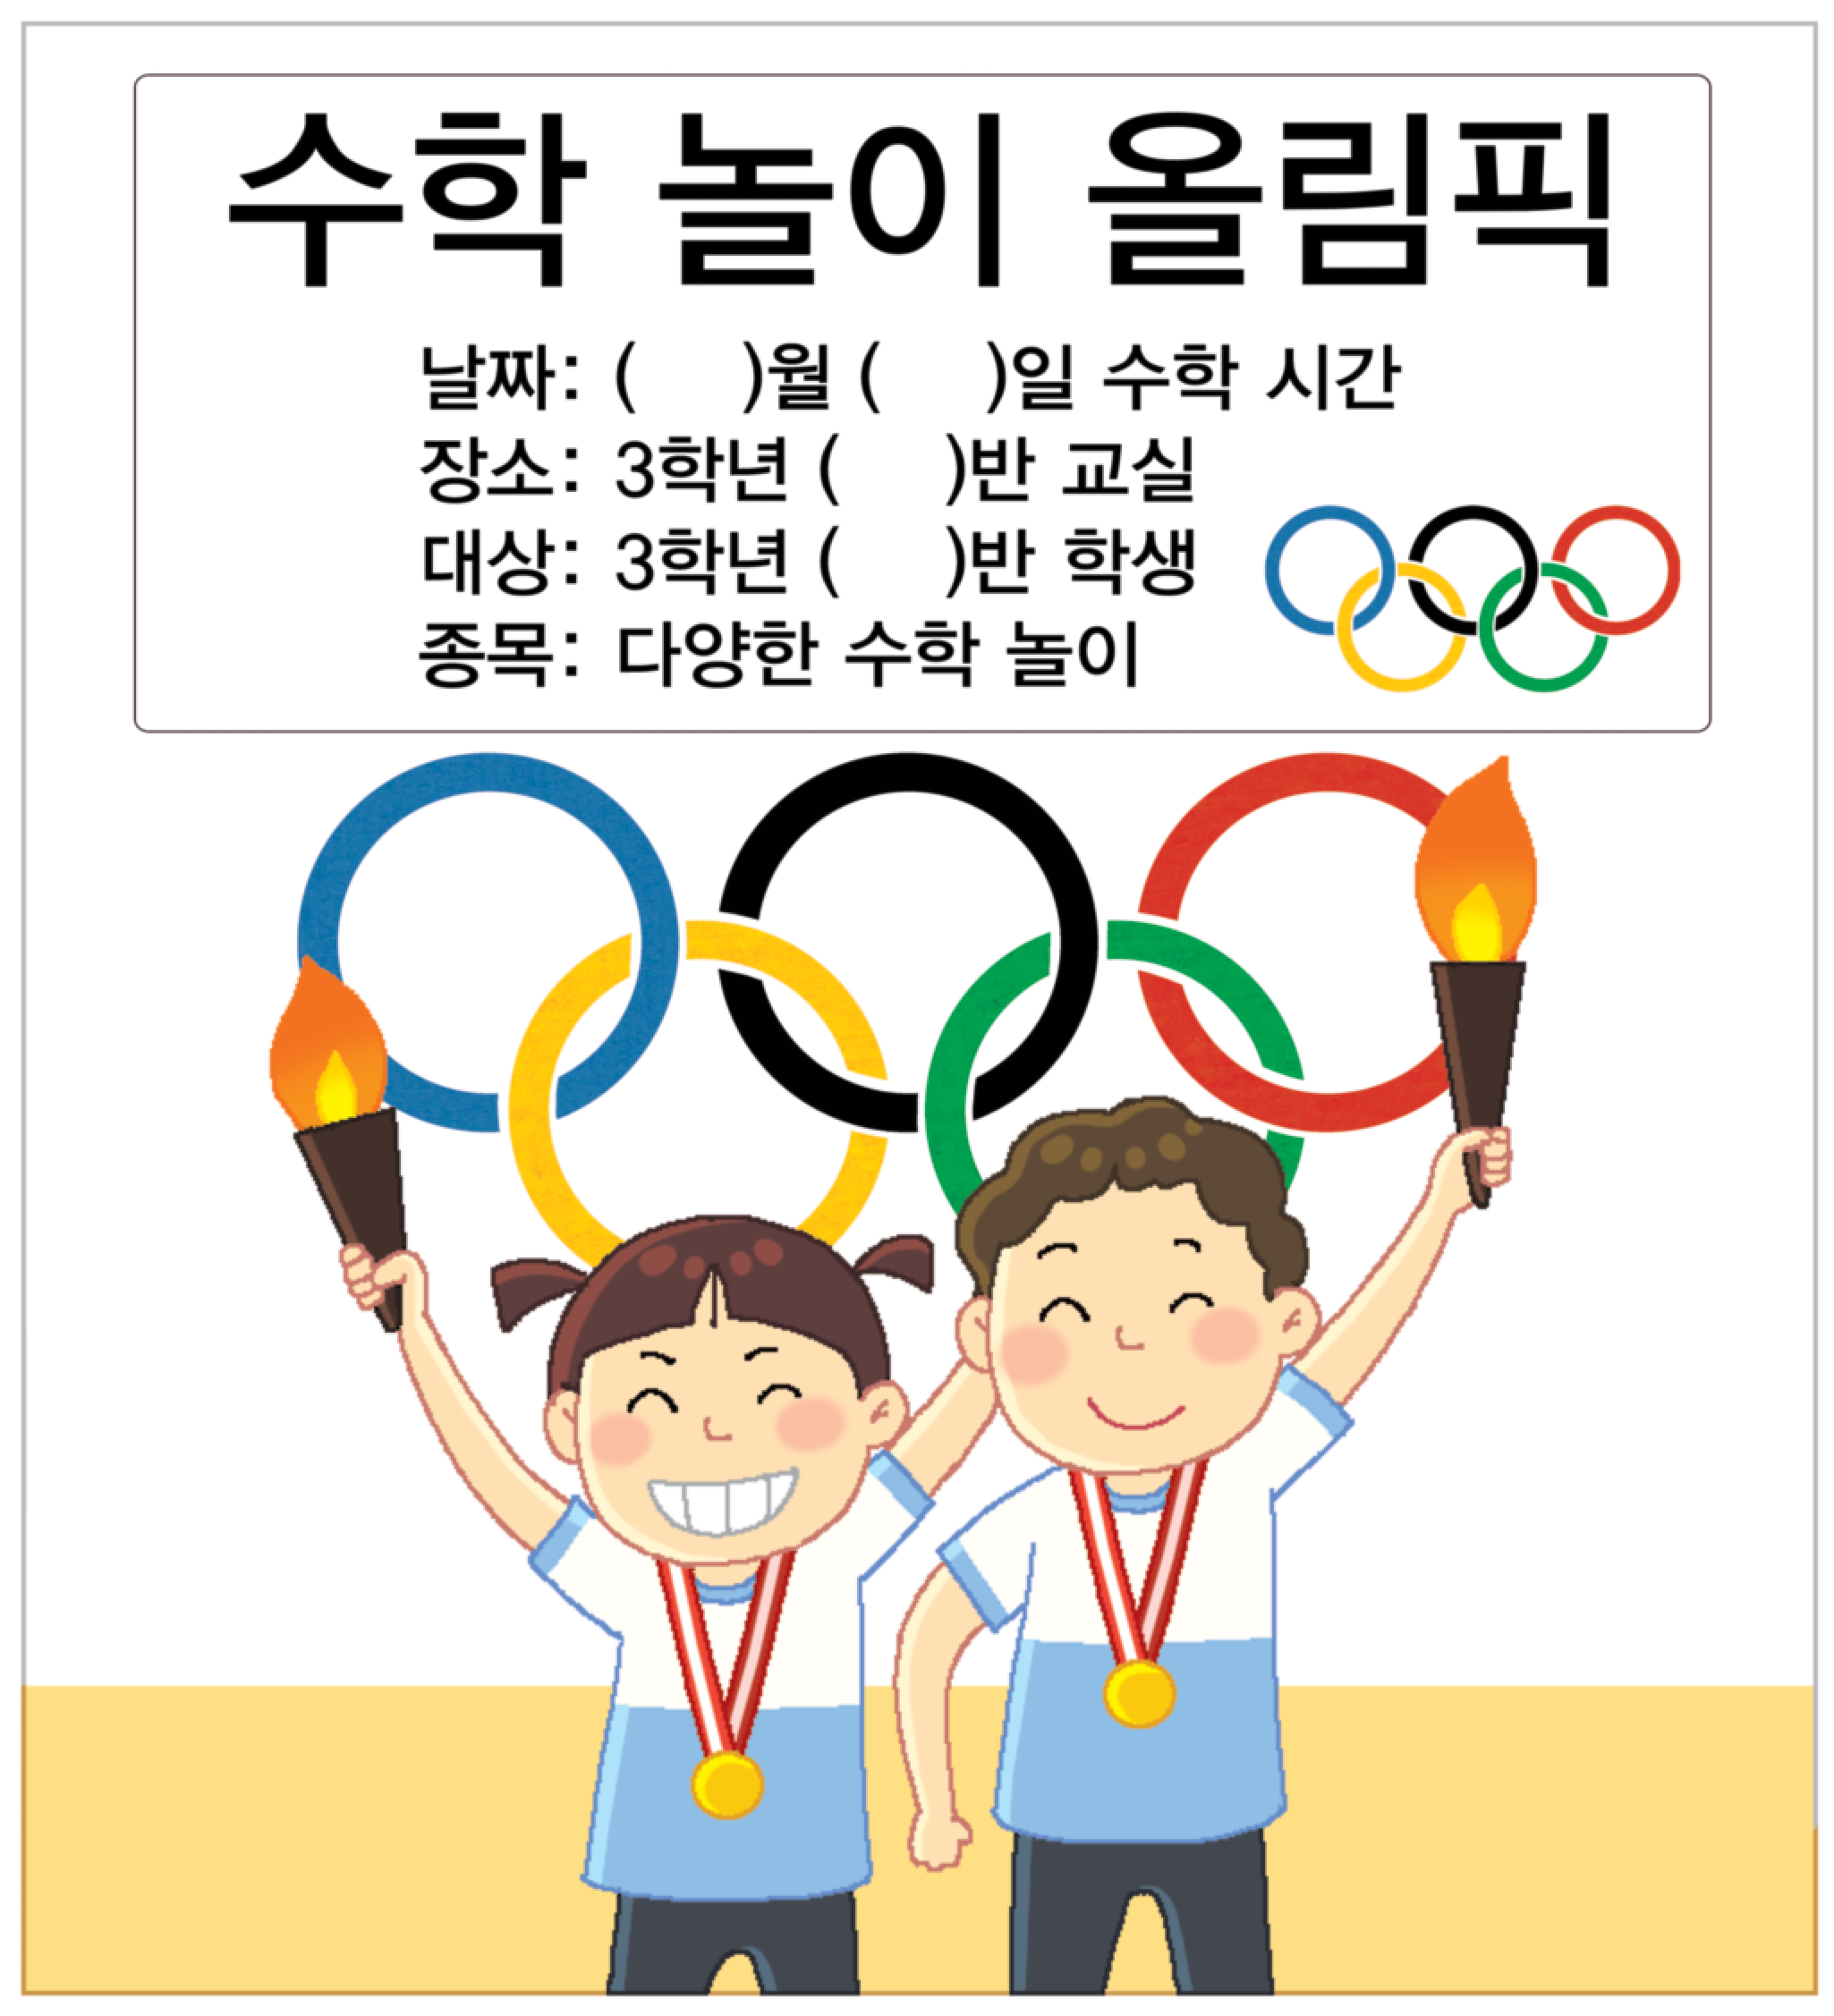 수학 놀이 올림픽
날짜: (    )월 (    )일 수학 시간
장소: 3학년 (    )반 교실
대상: 3학년 (    )반 학생
종목: 다양한 수학 놀이